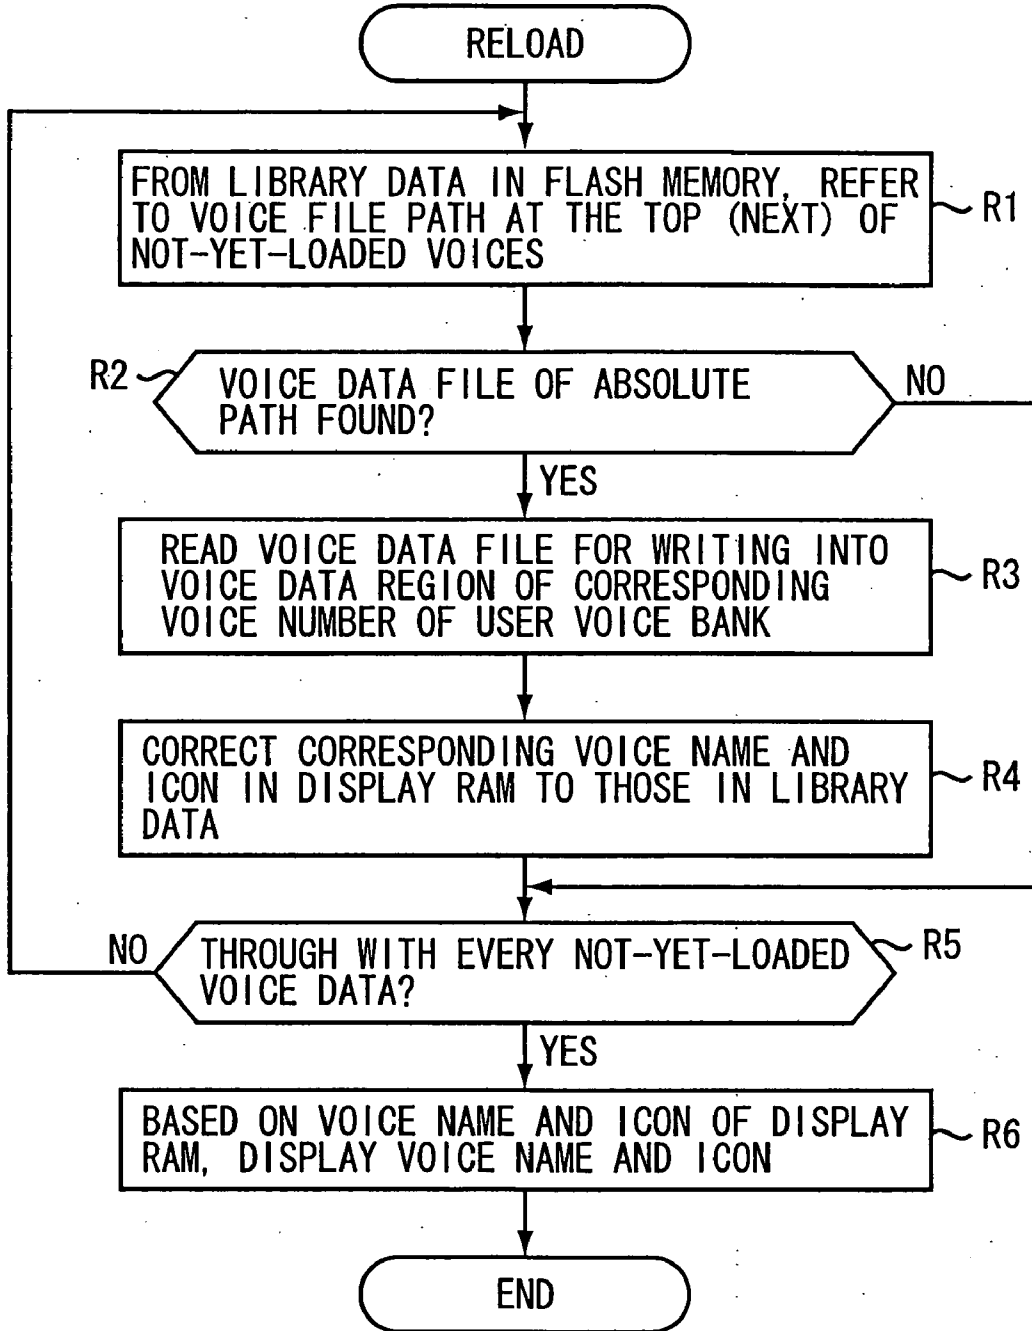 RELOAD
FROM LIBRARY DATA IN FLASH MEMORY, REFER
TO VOICE FILE PATH AT THE TOP (NEXT) OF
NOT-YET-LOADED VOICES
R1
R2
VOICE DATA FILE OF ABSOLUTE
PATH FOUND?
NO
YES
READ VOICE DATA FILE FOR WRITING INTO
VOICE DATA REGION OF CORRESPONDING
VOICE NUMBER OF USER VOICE BANK
R3
CORRECT CORRESPONDING VOICE NAME AND
ICON IN DISPLAY RAM TO THOSE IN LIBRARY
DATA
R4
NO
THROUGH WITH EVERY NOT-YET-LOADED
VOICE DATA?
R5
YES
BASED ON VOICE NAME AND ICON OF DISPLAY
RAM, DISPLAY VOICE NAME AND ICON
R6
END